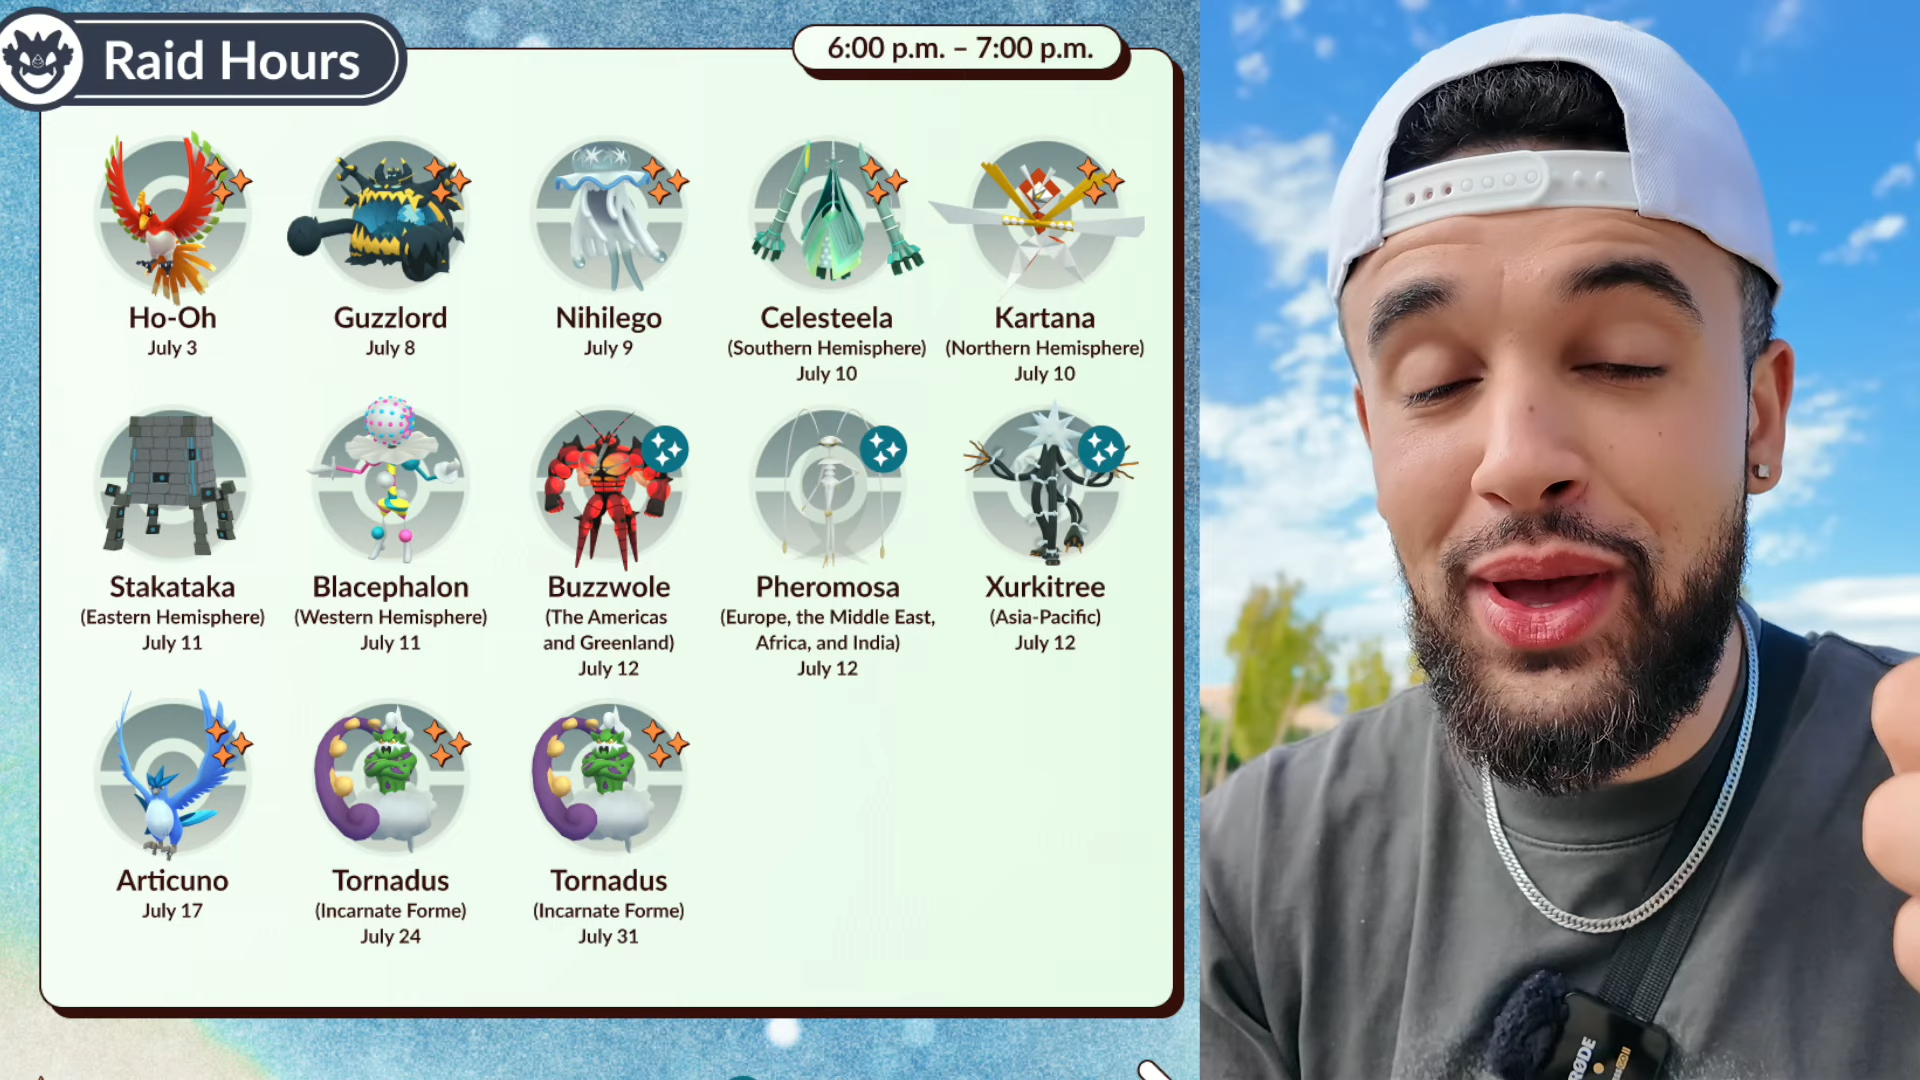 Raid Hours
6:00 p.m. – 7:00 p.m.
Ho-Oh
July 3
Guzzlord
July 8
Nihilego
July 9
Celesteela
(Southern Hemisphere)
July 10
Kartana
(Northern Hemisphere)
July 10
Stakataka
(Eastern Hemisphere)
July 11
Blacephalon
(Western Hemisphere)
July 11
Buzzwole
(The Americas
and Greenland)
July 12
Pheromosa
(Europe, the Middle East,
Africa, and India)
July 12
Xurkitree
(Asia-Pacific)
July 12
Articuno
July 17
Tornadus
(Incarnate Forme)
July 24
Tornadus
(Incarnate Forme)
July 31
RØDE